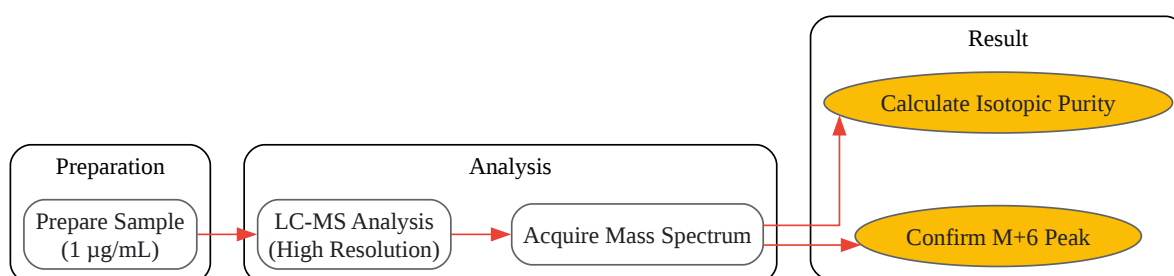 Preparation
Prepare Sample
(1 µg/mL)
Analysis
LC-MS Analysis
(High Resolution)
Acquire Mass Spectrum
Result
Calculate Isotopic Purity
Confirm M+6 Peak